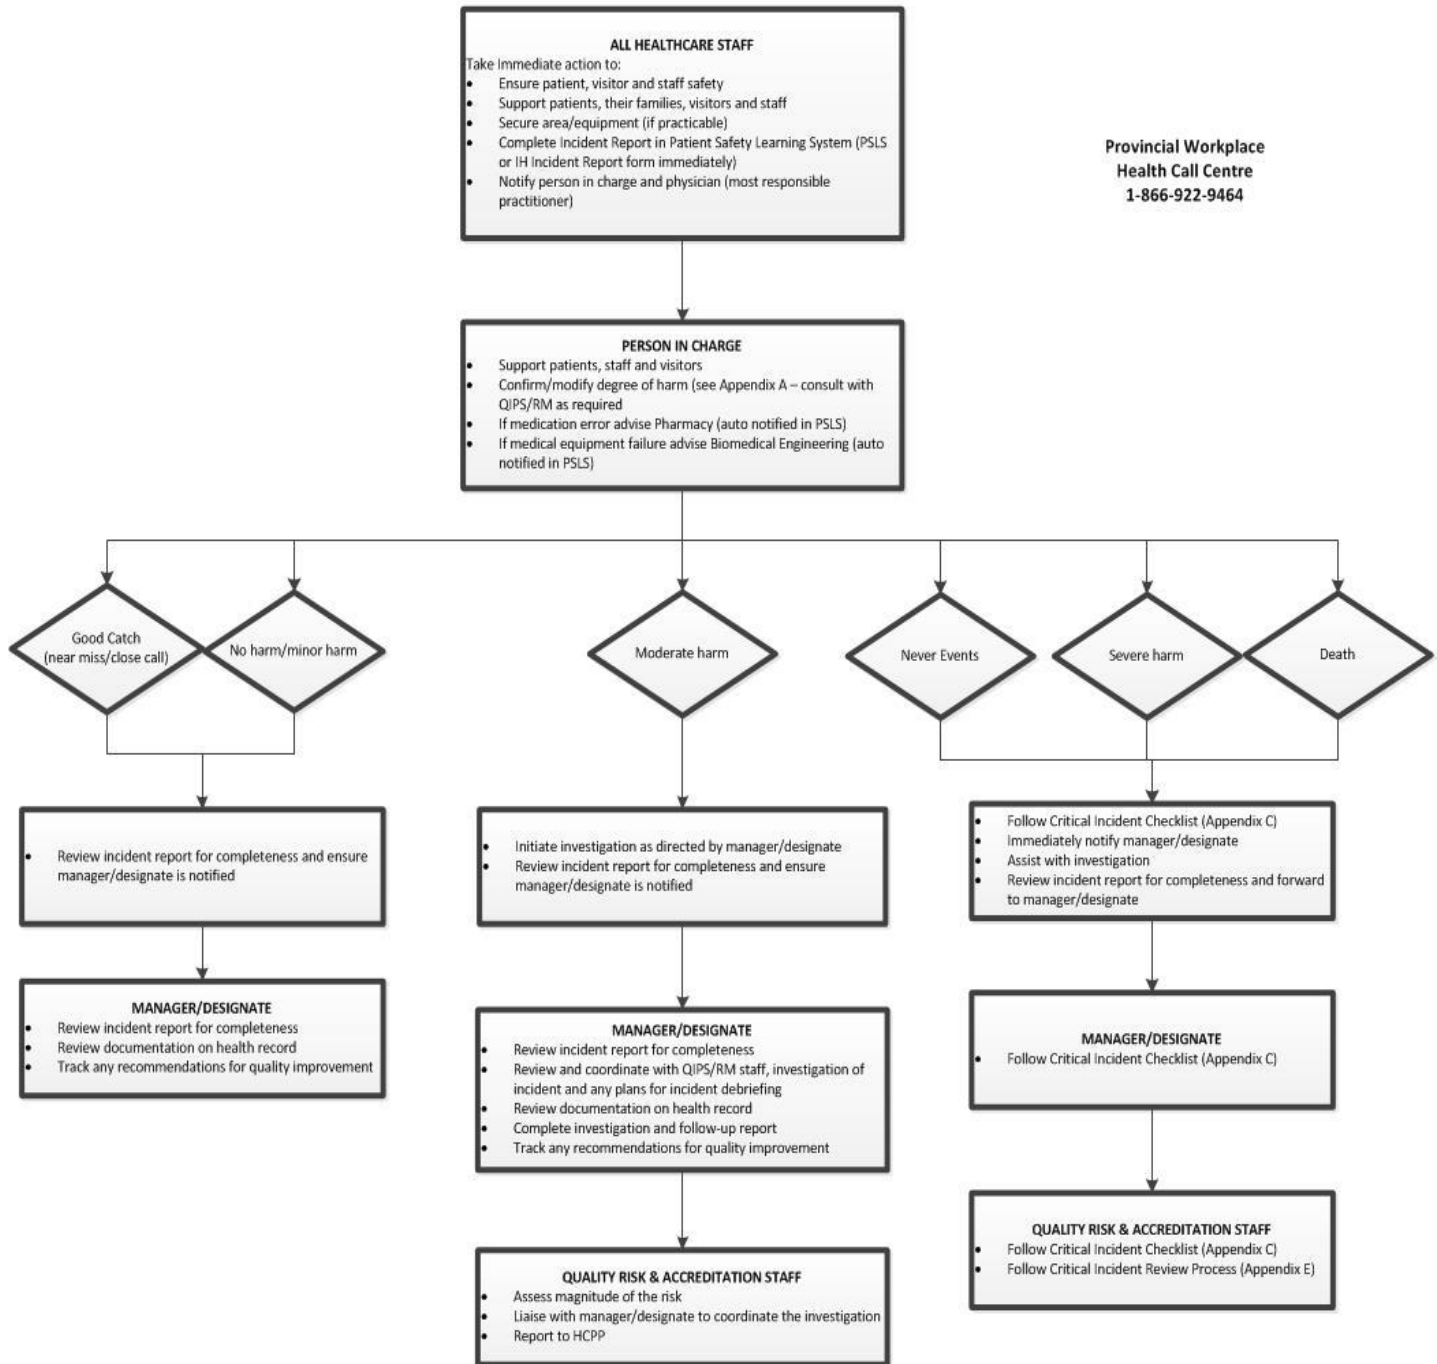 ALL HEALTHCARE STAFF
Take Immediate action to:
• Ensure patient, visitor and staff safety
• Support patients, their families, visitors and staff
• Secure area/equipment (if practicable)
• Complete Incident Report in Patient Safety Learning System (PSLS
or IH Incident Report form immediately)
• Notify person in charge and physician (most responsible
practitioner)
Provincial Workplace
Health Call Centre
1-866-922-9464
PERSON IN CHARGE
• Support patients, staff and visitors
• Confirm/modify degree of harm (see Appendix A – consult with
QIPS/RM as required
• If medication error advise Pharmacy (auto notified in PSLS)
• If medical equipment failure advise Biomedical Engineering (auto
notified in PSLS)
Good Catch
(near miss/close call)
No harm/minor harm
Moderate harm
Never Events
Severe harm
Death
• Review incident report for completeness and ensure
manager/designate is notified
• Initiate investigation as directed by manager/designate
• Review incident report for completeness and ensure
manager/designate is notified
• Follow Critical Incident Checklist (Appendix C)
• Immediately notify manager/designate
• Assist with investigation
• Review incident report for completeness and forward
to manager/designate
MANAGER/DESIGNATE
• Review incident report for completeness
• Review documentation on health record
• Track any recommendations for quality improvement
MANAGER/DESIGNATE
• Review incident report for completeness
• Review and coordinate with QIPS/RM staff, investigation of
incident and any plans for incident debriefing
• Review documentation on health record
• Complete investigation and follow-up report
• Track any recommendations for quality improvement
MANAGER/DESIGNATE
• Follow Critical Incident Checklist (Appendix C)
QUALITY RISK & ACCREDITATION STAFF
• Assess magnitude of the risk
• Liaise with manager/designate to coordinate the investigation
• Report to HCPP
QUALITY RISK & ACCREDITATION STAFF
• Follow Critical Incident Checklist (Appendix C)
• Follow Critical Incident Review Process (Appendix E)